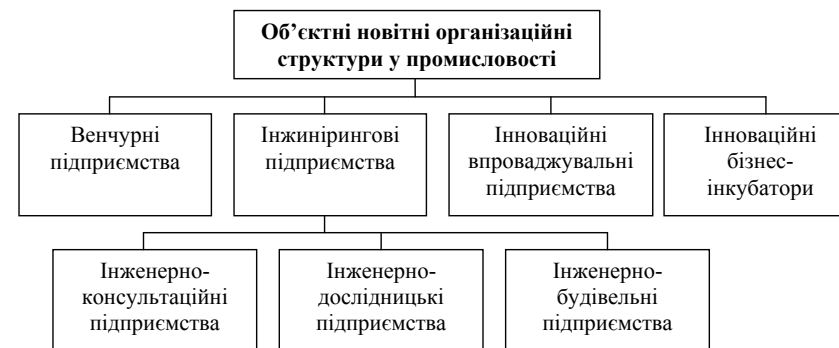 Об’єктні новітні організаційні
структури у промисловості
Венчурні
підприємства
Інжинірингові
підприємства
Інноваційні
впроваджувальні
підприємства
Інноваційні
бізнес-
інкубатори
Інженерно-
консультаційні
підприємства
Інженерно-
дослідницькі
підприємства
Інженерно-
будівельні
підприємства